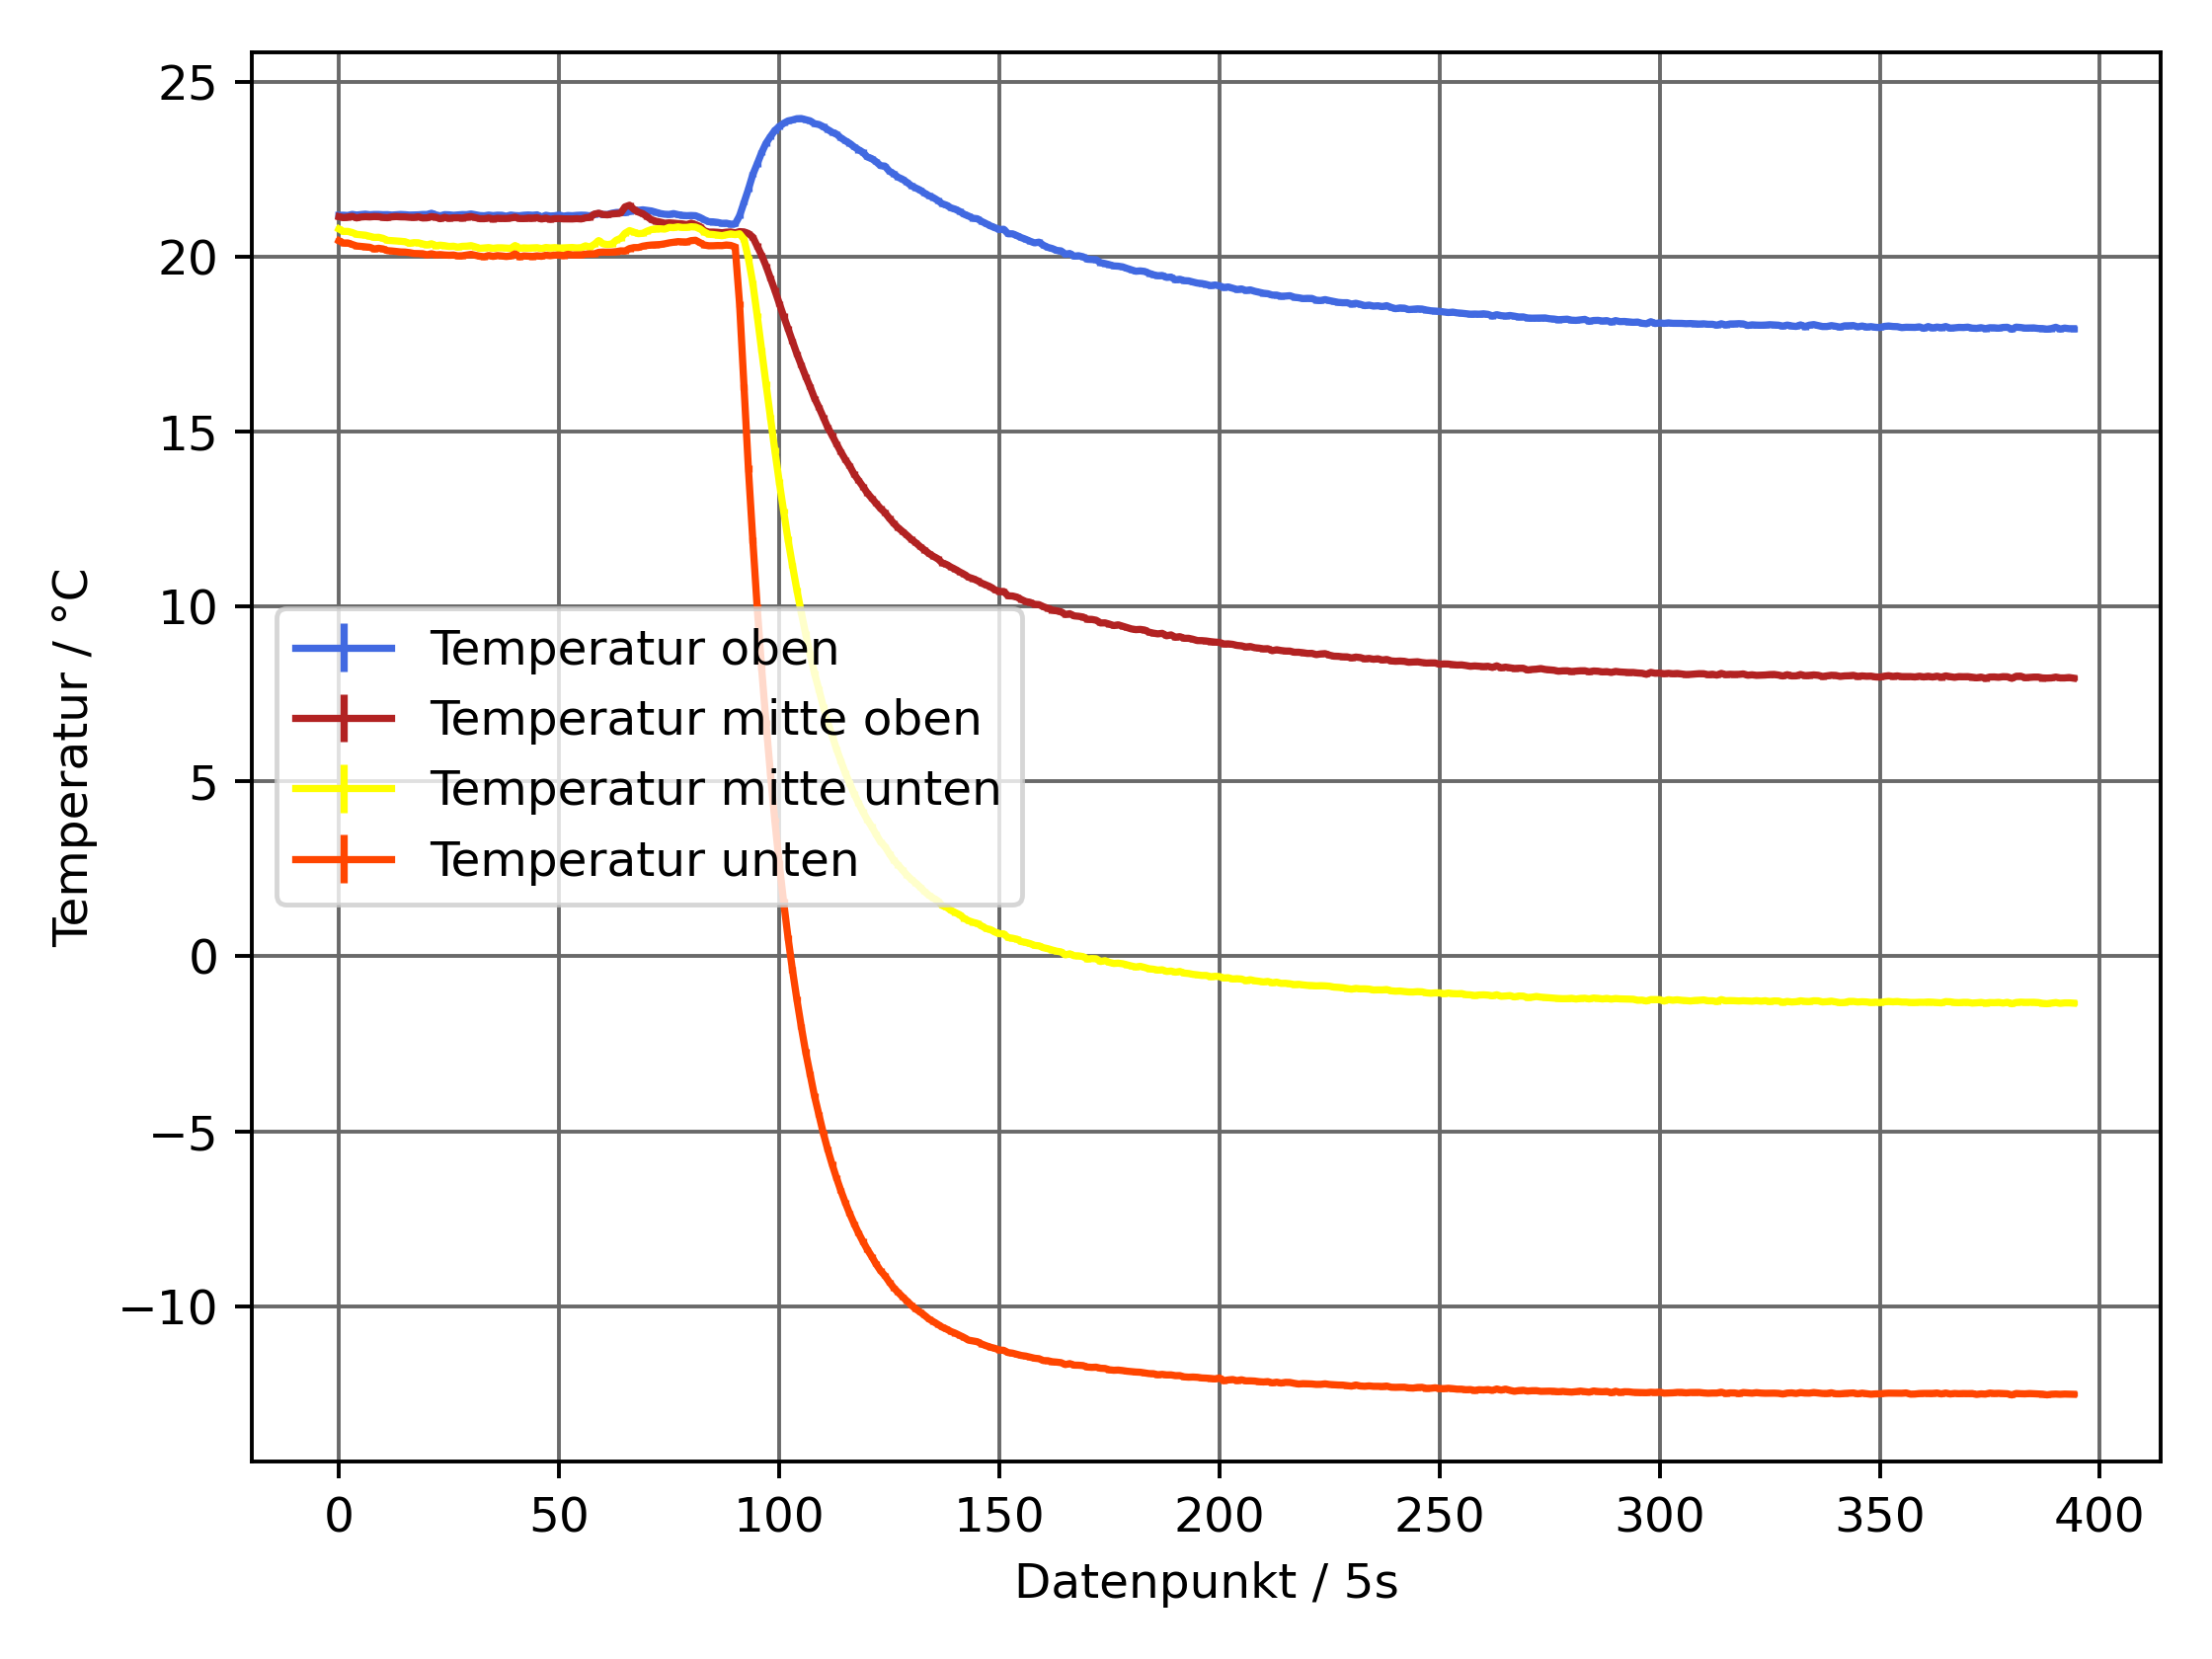 25
20
15
10
5
0
−5
−10
Temperatur / °C
Temperatur oben
Temperatur mitte oben
Temperatur mitte unten
Temperatur unten
0 50 100 150 200 250 300 350 400
Datenpunkt / 5s